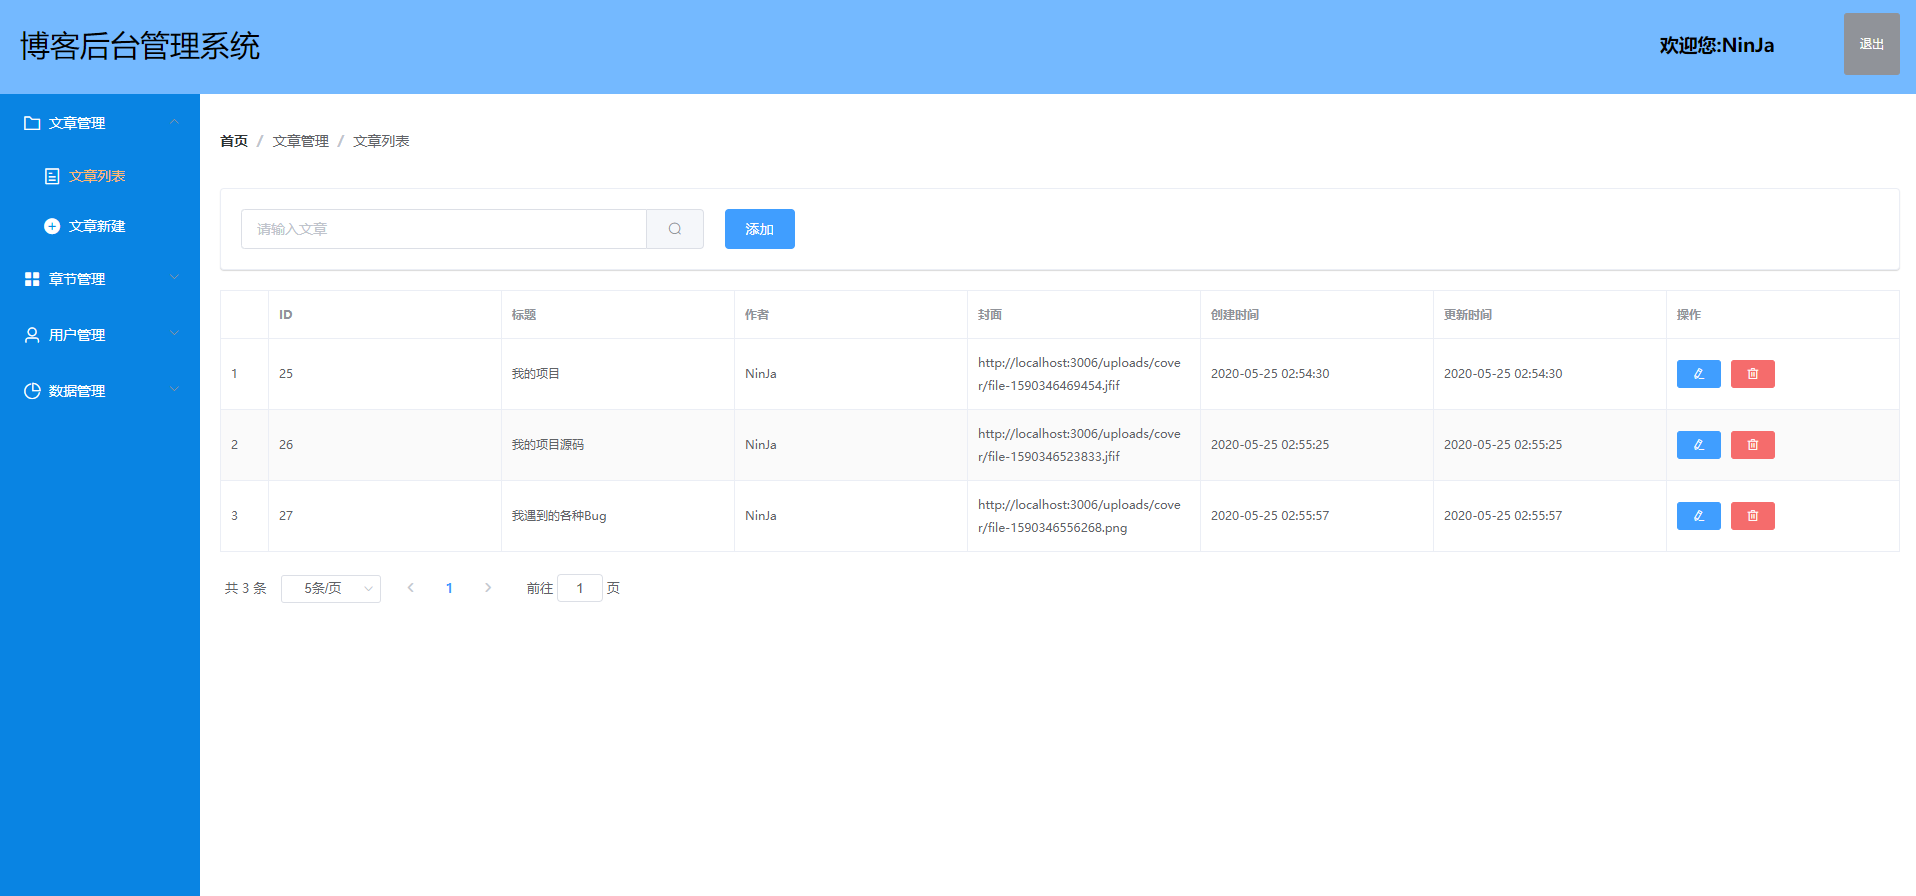 博客后台管理系统
欢迎您:NinJa
退出
文章管理
文章列表
文章新建
章节管理
用户管理
数据管理
首页 / 文章管理 / 文章列表
请输入文章
添加
ID 标题 作者 封面 创建时间 更新时间 操作
1 25 我的项目 NinJa http://localhost:3006/uploads/cove 2020-05-25 02:54:30 2020-05-25 02:54:30
r/file-1590346469454.jfif
2 26 我的项目源码 NinJa http://localhost:3006/uploads/cove 2020-05-25 02:55:25 2020-05-25 02:55:25
r/file-1590346523833.jfif
3 27 我遇到的各种Bug NinJa http://localhost:3006/uploads/cove 2020-05-25 02:55:57 2020-05-25 02:55:57
r/file-1590346556268.png
共 3 条 5条/页 1 前往 1 页